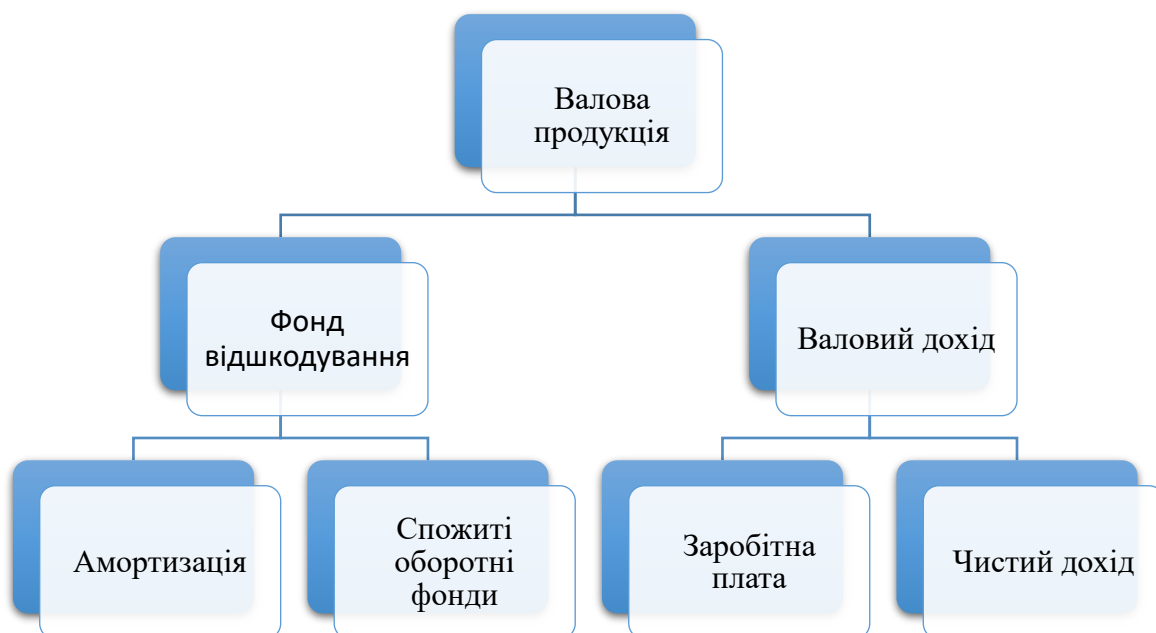 Валова
продукція
Фонд
відшкодування
Валовий дохід
Амортизація
Спожиті
оборотні
фонди
Заробітна
плата
Чистий дохід